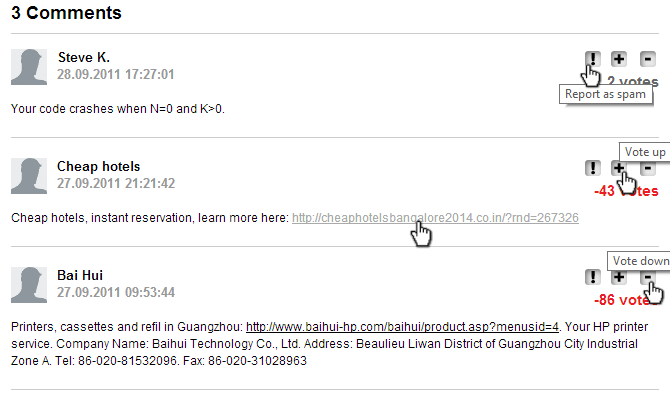 3 Comments
Steve K.
28.09.2011 17:27:01
! + -
2 votes
Report as spam
Your code crashes when N=0 and K>0.
Vote up
Cheap hotels
27.09.2011 21:21:42
! + -
-43 votes
Cheap hotels, instant reservation, learn more here: http://cheaphotelsbangalore2014.co.in/?rnd=267326
Vote down
Bai Hui
27.09.2011 09:53:44
! + -
-86 votes
Printers, cassettes and refil in Guangzhou: http://www.baihui-hp.com/baihui/product.asp?menusid=4. Your HP printer
service. Company Name: Baihui Technology Co., Ltd. Address: Beaulieu Liwan District of Guangzhou City Industrial
Zone A. Tel: 86-020-81532096. Fax: 86-020-31028963